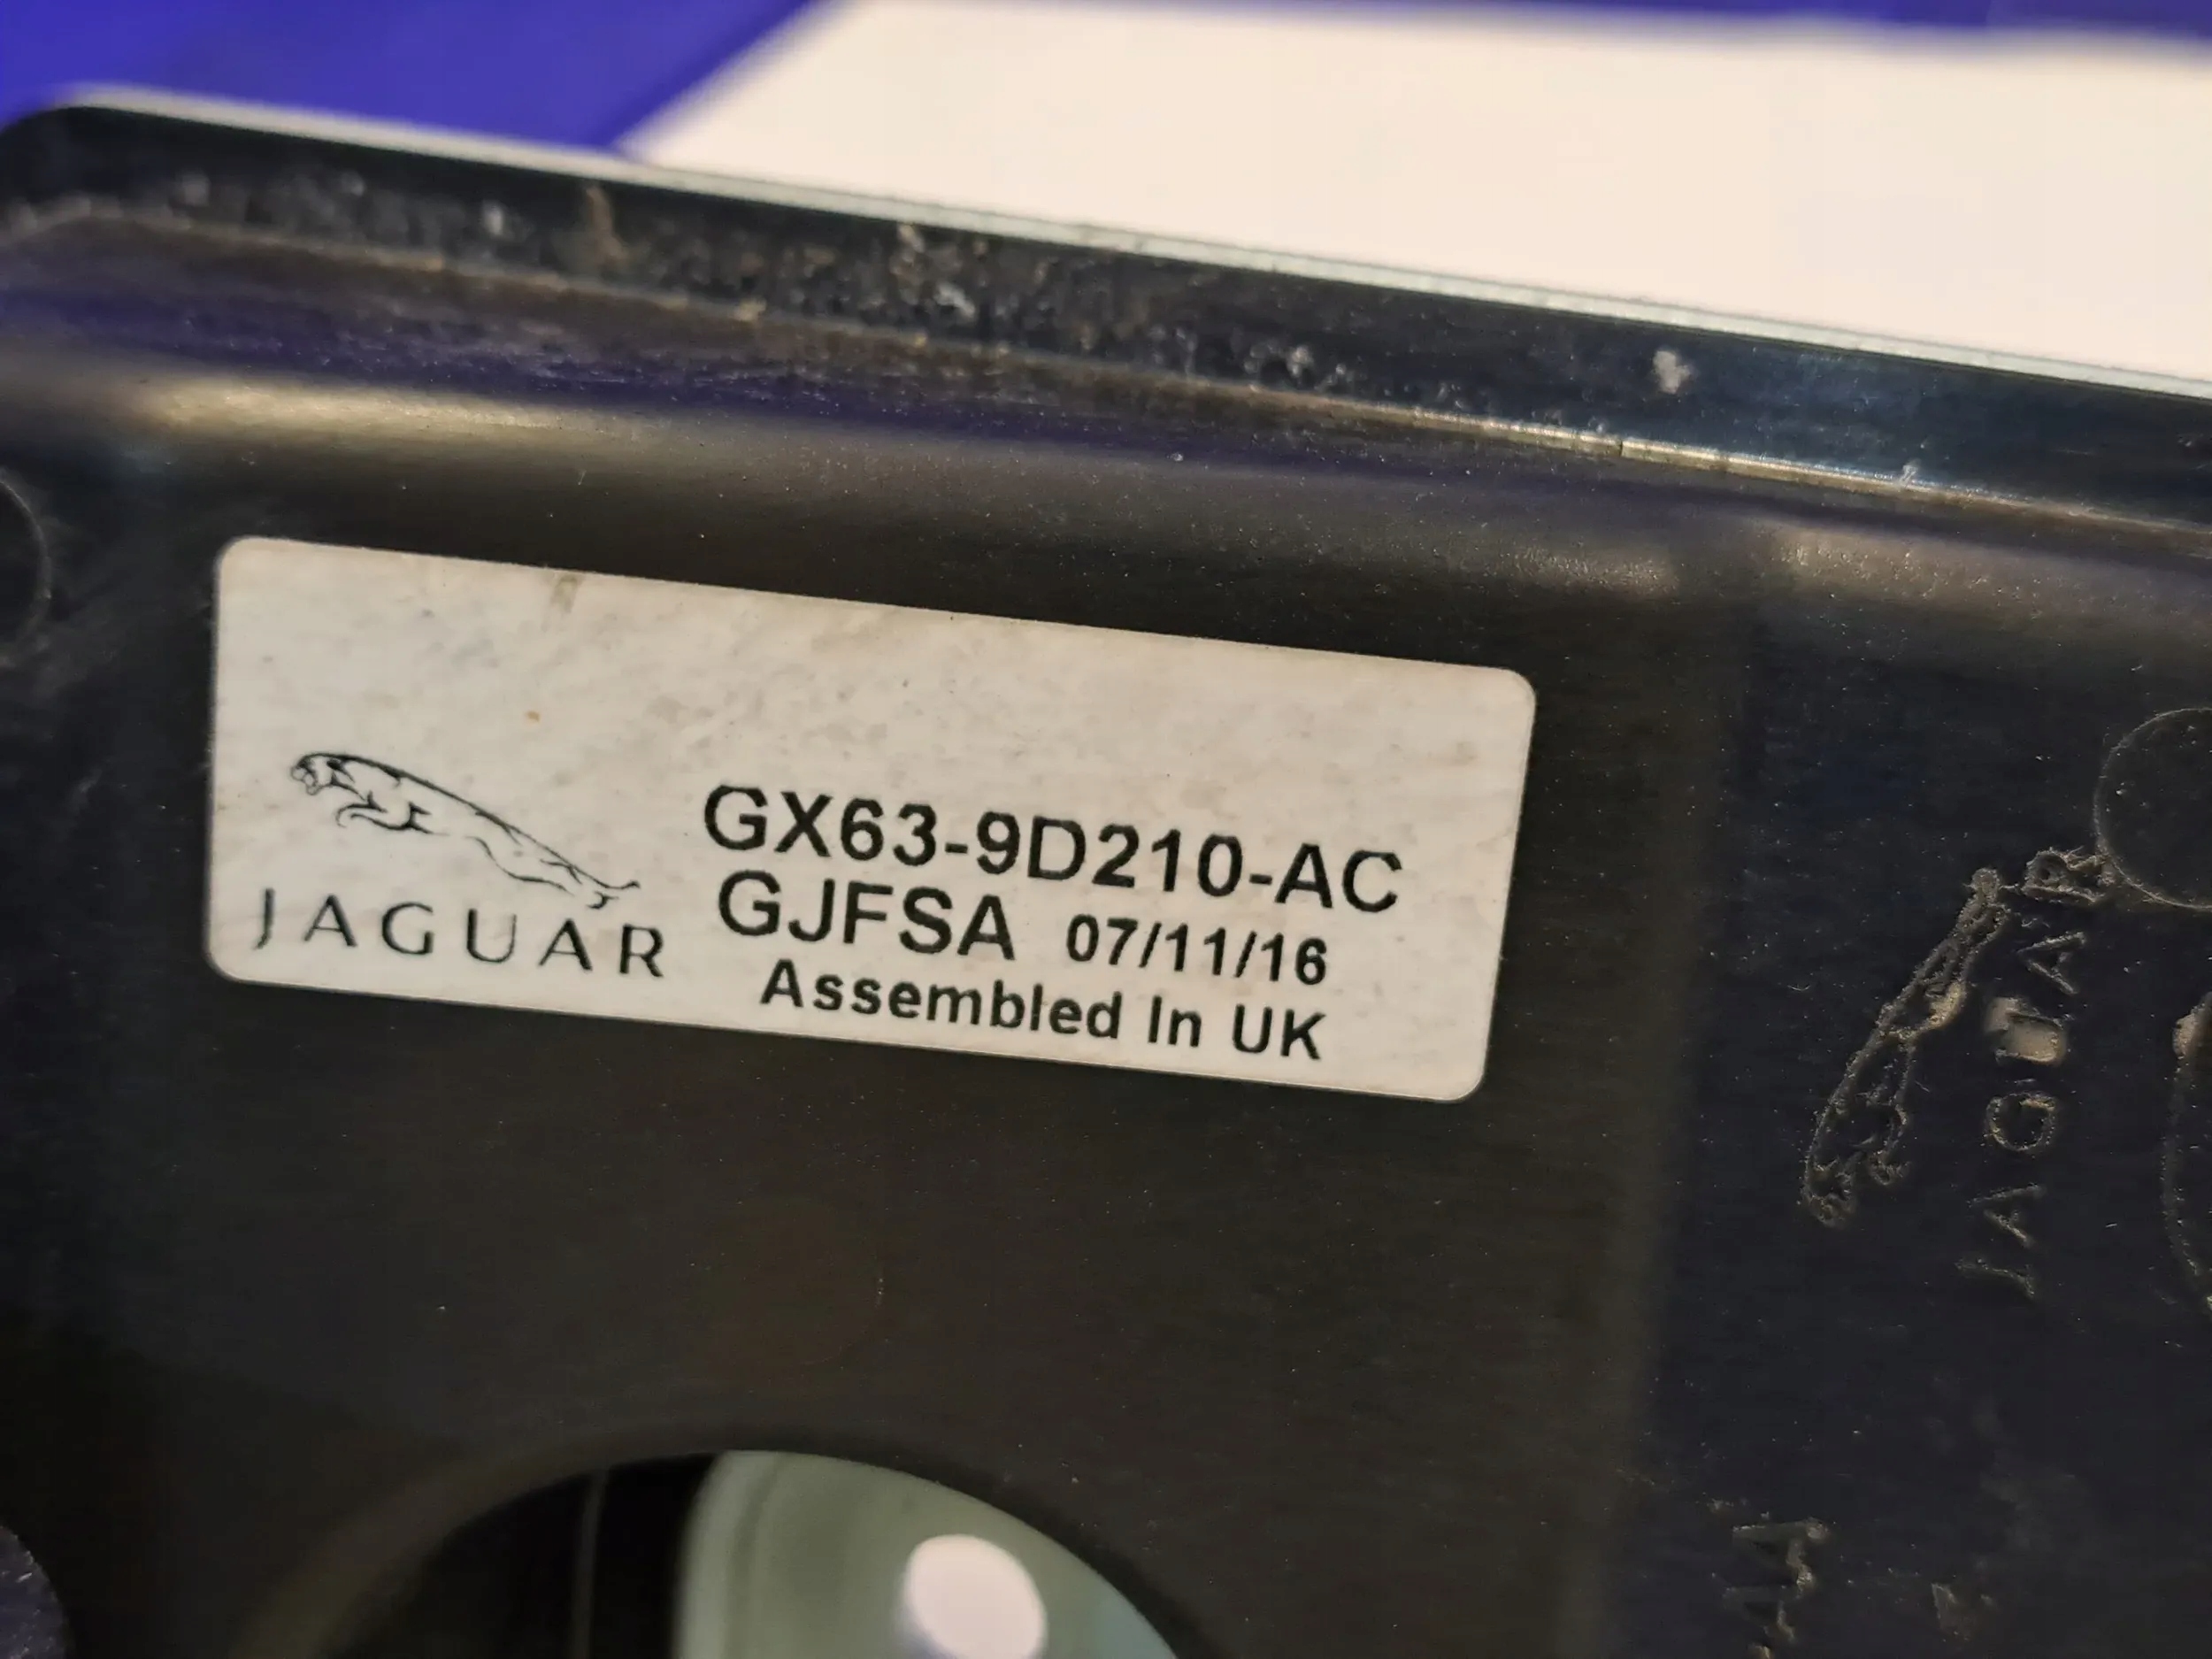 GX63-9D210-AC
GJFSA 07/11/16
Assembled In UK
JAGUAR
JAGUAR